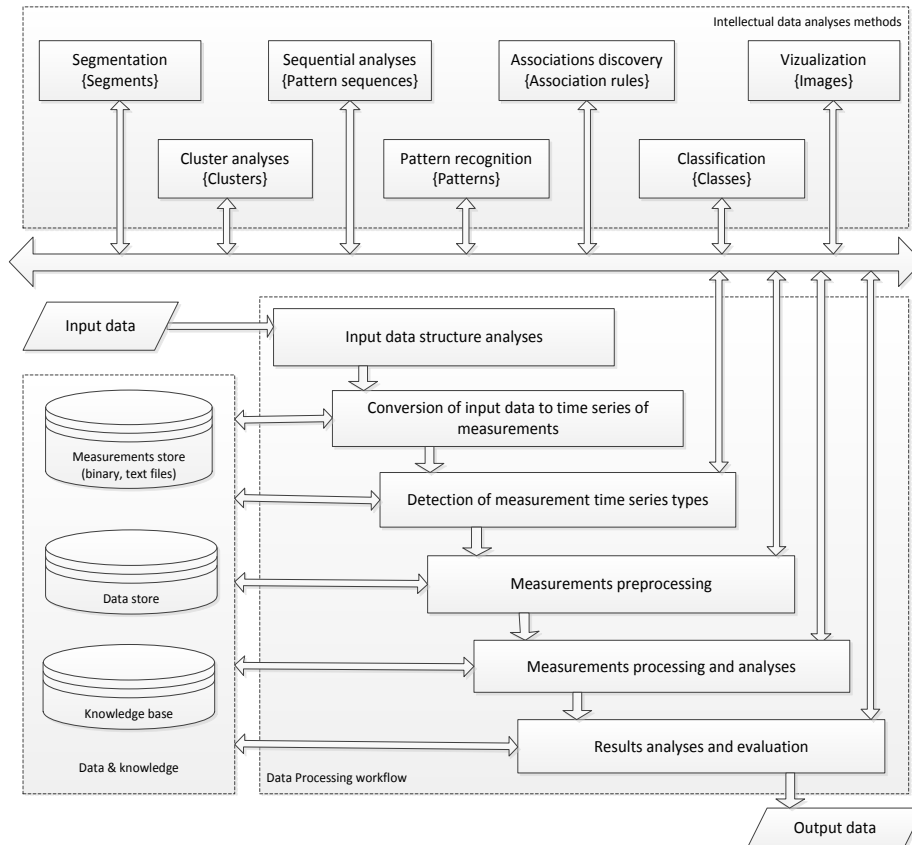 Intellectual data analyses methods
Segmentation
{Segments}
Sequential analyses
{Pattern sequences}
Associations discovery
{Association rules}
Vizualization
{Images}
Cluster analyses
{Clusters}
Pattern recognition
{Patterns}
Classification
{Classes}
Input data
Input data structure analyses
Conversion of input data to time series of
measurements
Measurements store
(binary, text files)
Detection of measurement time series types
Data store
Measurements preprocessing
Knowledge base
Measurements processing and analyses
Results analyses and evaluation
Data & knowledge
Data Processing workflow
Output data